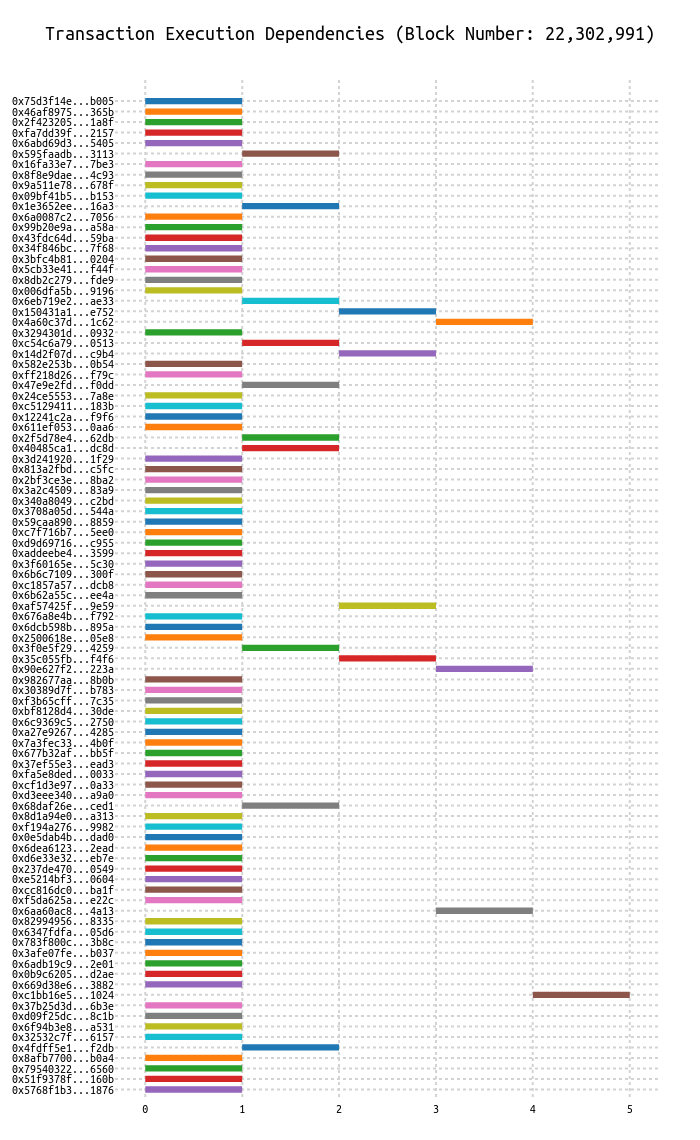 Transaction Execution Dependencies (Block Number: 22,302,991)
0x75d3f14e...b005
0x46af8975...365b
0x2f423205...1a8f
0xfa7dd39f...2157
0x6abd69d3...5405
0x595faadb...3113
0x16fa33e7...7be3
0x8f8e9dae...4c93
0x9a511e78...678f
0x09bf41b5...b153
0x1e3652ee...16a3
0x6a0087c2...7056
0x99b20e9a...a58a
0x43fdc64d...59ba
0x34f846bc...7f68
0x3bfc4b81...0204
0x5cb33e41...f44f
0x8db2c279...fde9
0x006dfa5b...9196
0x6eb719e2...ae33
0x150431a1...e752
0x4a60c37d...1c62
0x3294301d...0932
0xc54c6a79...0513
0x14d2f07d...c9b4
0x582e253b...0b54
0xff218d26...f79c
0x47e9e2fd...f0dd
0x24ce5553...7a8e
0xc5129411...183b
0x12241c2a...f9f6
0x611ef053...0aa6
0x2f5d78e4...62db
0x40485ca1...dc8d
0x3d241920...1f29
0x813a2fbd...c5fc
0x2bf3ce3e...8ba2
0x3a2c4509...83a9
0x340a8049...c2bd
0x3708a05d...544a
0x59caa890...8859
0xc7f716b7...5ee0
0xd9d69716...c955
0xaddeebe4...3599
0x3f60165e...5c30
0x6b6c7109...300f
0xc1857a57...dcb8
0x6b62a55c...ee4a
0xaf57425f...9e59
0x676a8e4b...f792
0x6dcb598b...895a
0x2500618e...05e8
0x3f0e5f29...4259
0x35c055fb...f4f6
0x90e627f2...223a
0x982677aa...8b0b
0x30389d7f...b783
0xf3b65cff...7c35
0xbf8128d4...30de
0x6c9369c5...2750
0xa27e9267...4285
0x7a3fec33...4b0f
0x677b32af...bb5f
0x37ef55e3...ead3
0xfa5e8ded...0033
0xcf1d3e97...0a33
0xd3eee340...a9a0
0x68daf26e...ced1
0x8d1a94e0...a313
0xf194a276...9982
0x0e5dab4b...dad0
0x6dea6123...2ead
0xd6e33e32...eb7e
0x237de470...0549
0xe5214bf3...0604
0xcc816dc0...ba1f
0xf5da625a...e22c
0x6aa60ac8...4a13
0x82994956...8335
0x6347fdfa...05d6
0x783f800c...3b8c
0x3afe07fe...b037
0x6adb19c9...2e01
0x0b9c6205...d2ae
0x669d38e6...3882
0xc1bb16e5...1024
0x37b25d3d...6b3e
0xd09f25dc...8c1b
0x6f94b3e8...a531
0x32532c7f...6157
0x4fdff5e1...f2db
0x8afb7700...b0a4
0x79540322...6560
0x51f9378f...160b
0x5768f1b3...1876
0 1 2 3 4 5